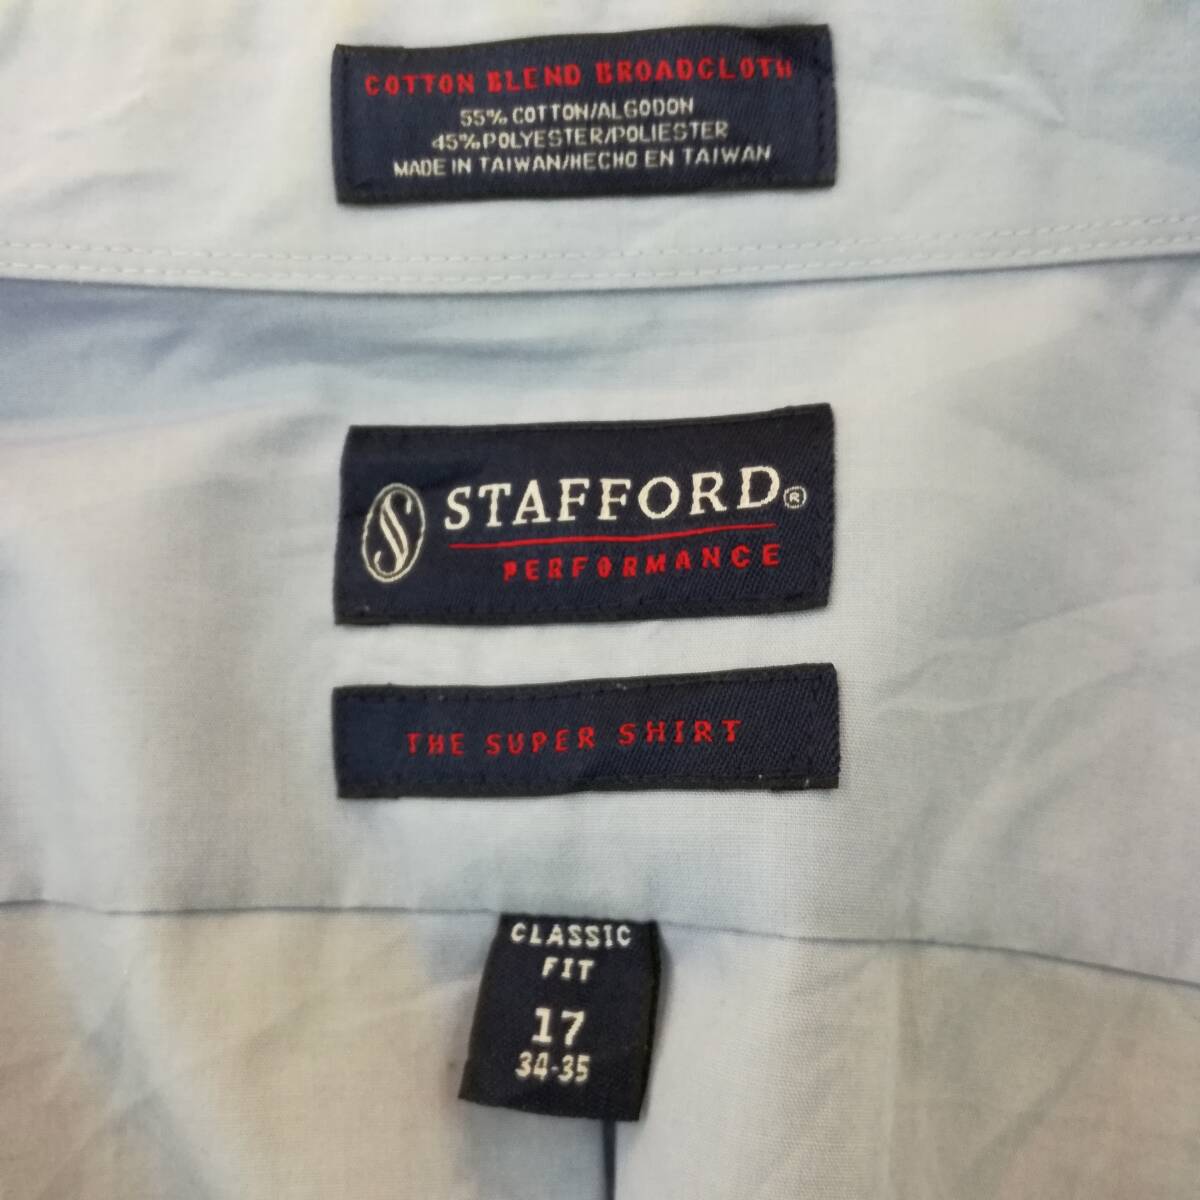 COTTON BLEND BROADCLOTH
55% COTTON/ALGODON
45% POLYESTER/POLIESTER
MADE IN TAIWAN/HECHO EN TAIWAN
S STAFFORD®
PERFORMANCE
THE SUPER SHIRT
CLASSIC
FIT
17
34-35